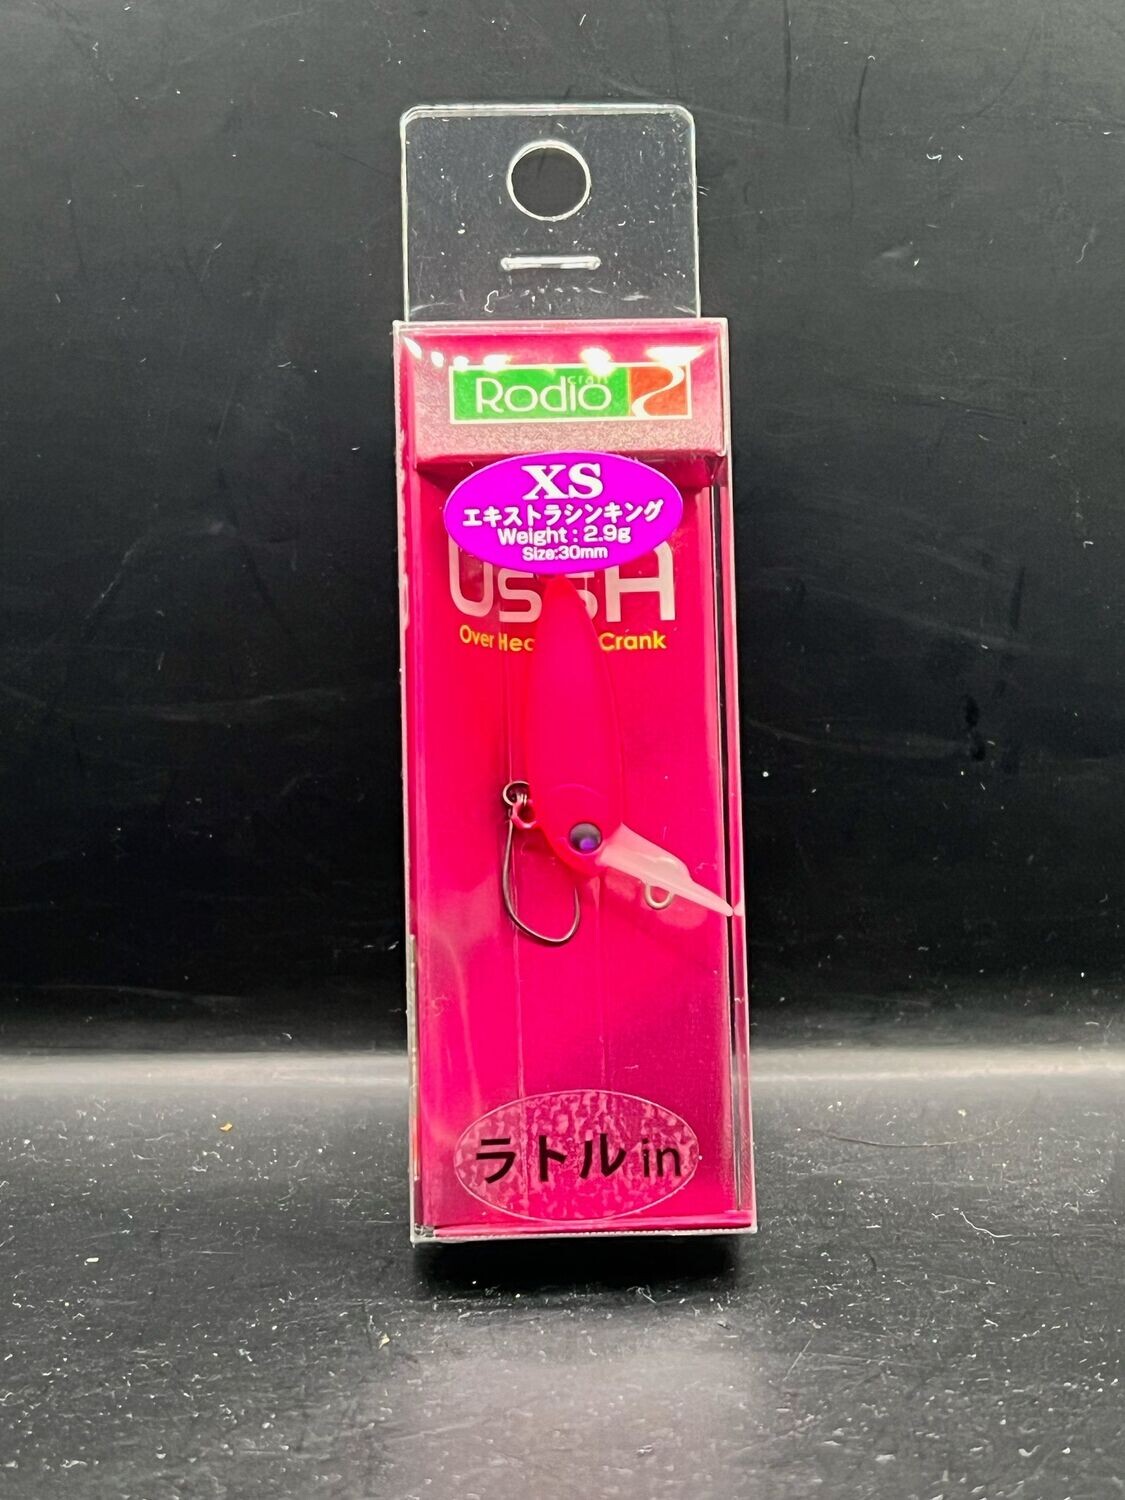 Rodio craft
XS
エキストラシンキング
Weight : 2.9g
Size:30mm
Over Crank
ラトル in